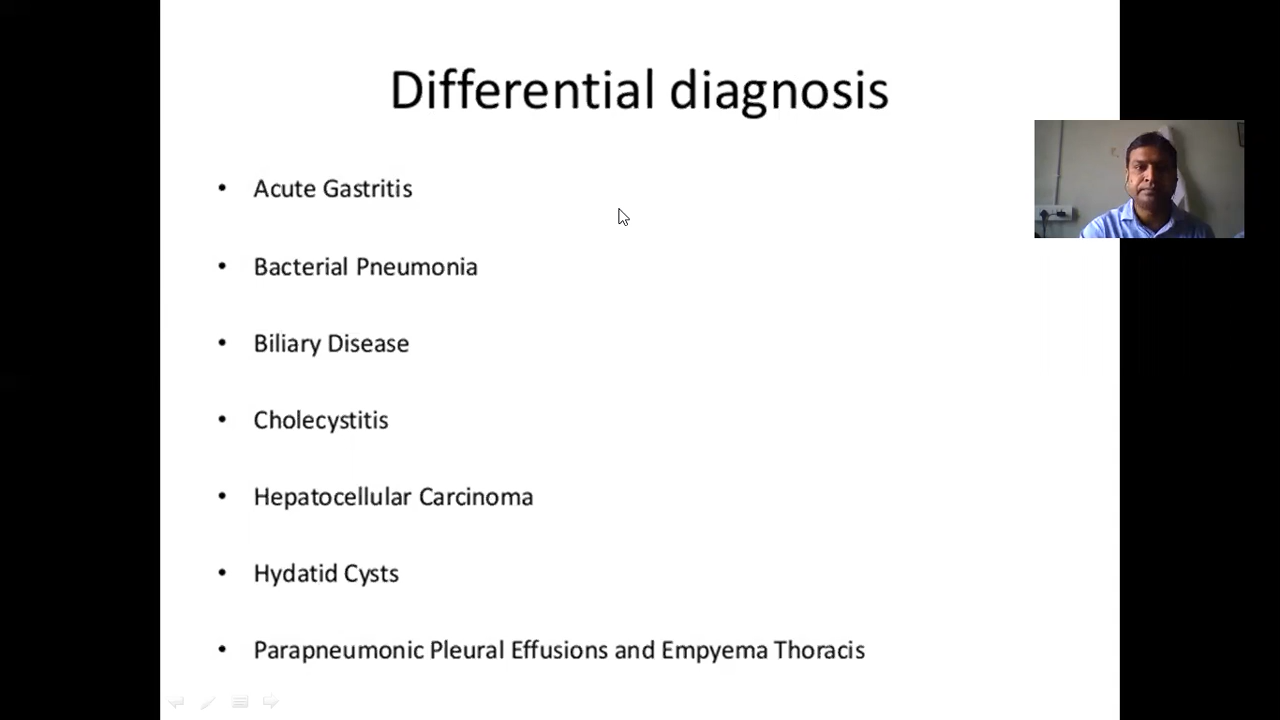 Differential diagnosis
• Acute Gastritis
• Bacterial Pneumonia
• Biliary Disease
• Cholecystitis
• Hepatocellular Carcinoma
• Hydatid Cysts
• Parapneumonic Pleural Effusions and Empyema Thoracis